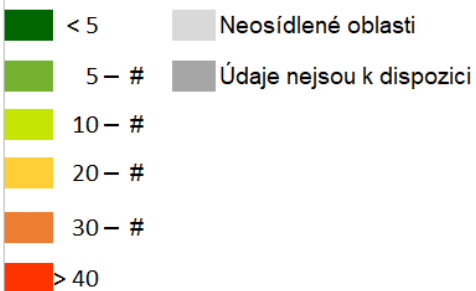 < 5 Neosídlené oblasti
5 – # Údaje nejsou k dispozici
10 – #
20 – #
30 – #
> 40